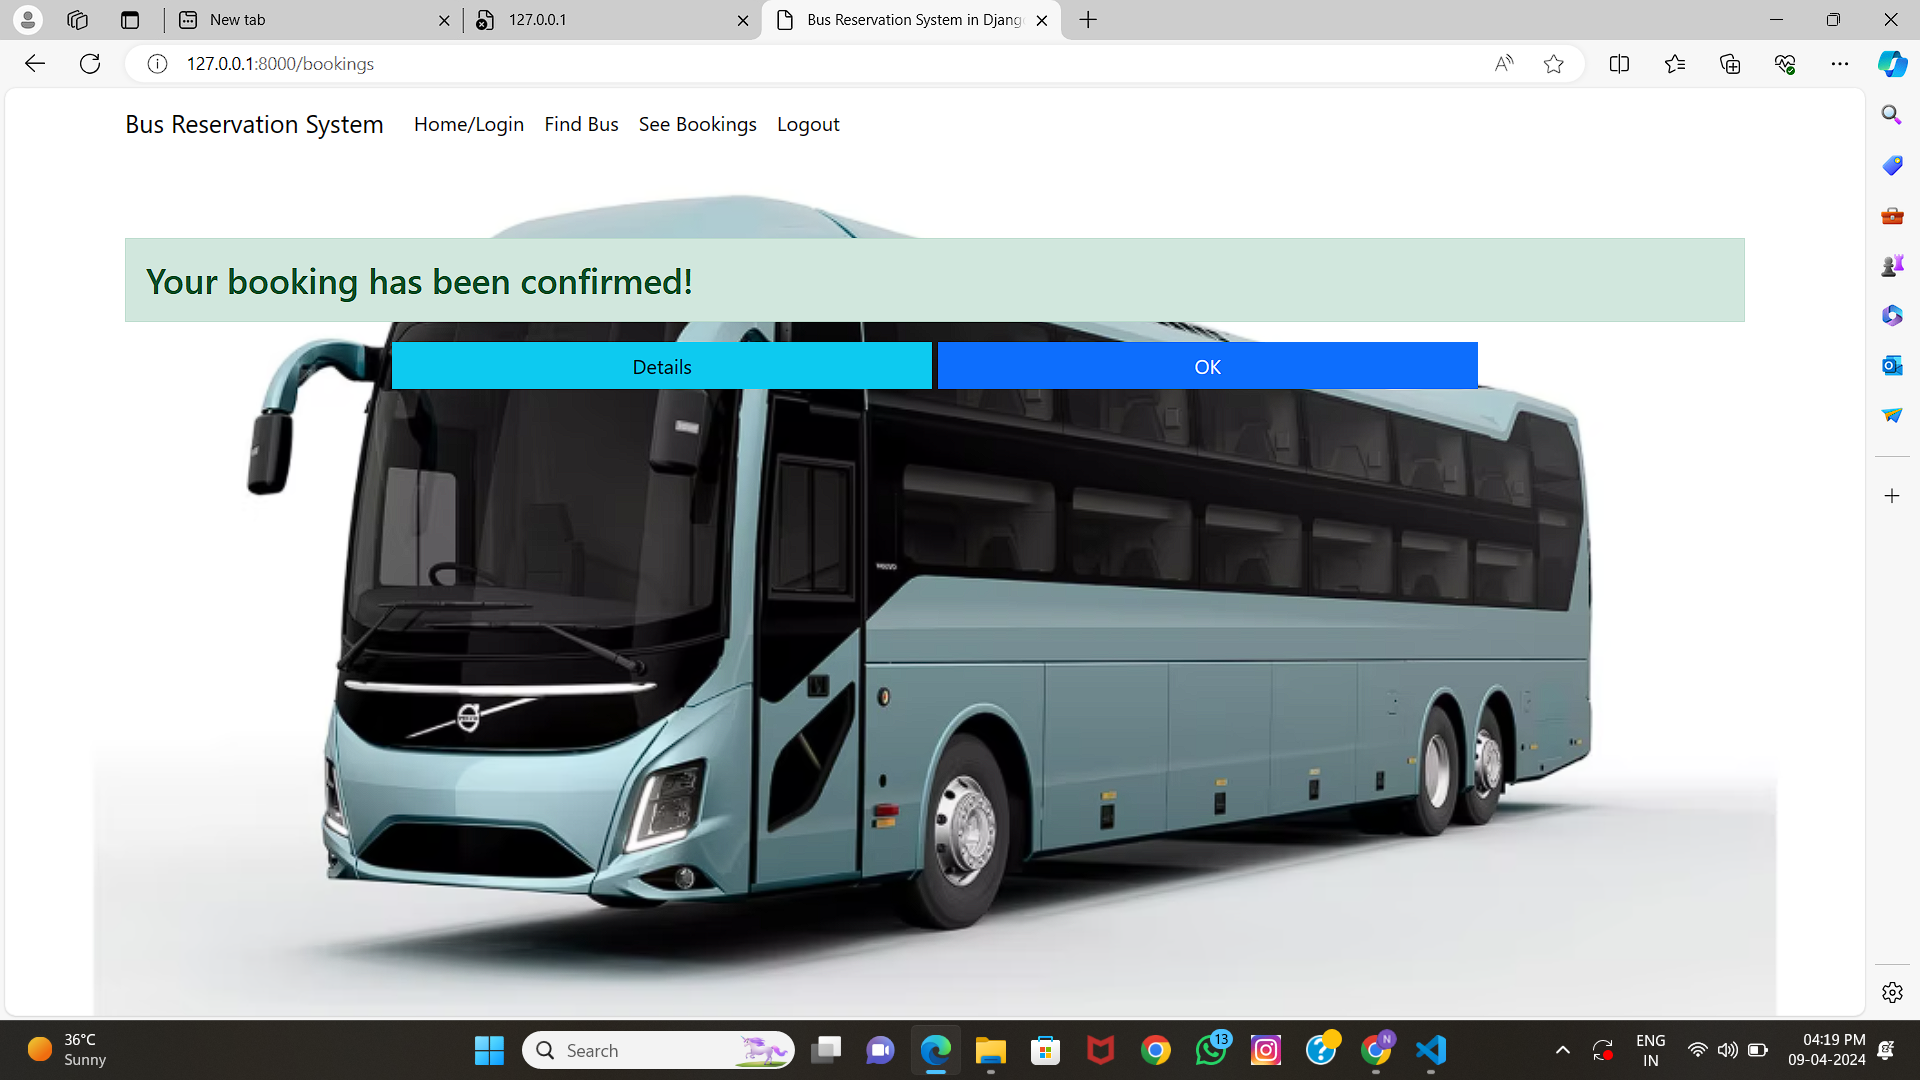 New tab
127.0.0.1
Bus Reservation System in Djang
127.0.0.1:8000/bookings
Bus Reservation System Home/Login Find Bus See Bookings Logout
Your booking has been confirmed!
Details OK
36°C
Sunny
Search
13
N
ENG
IN
04:19 PM
09-04-2024